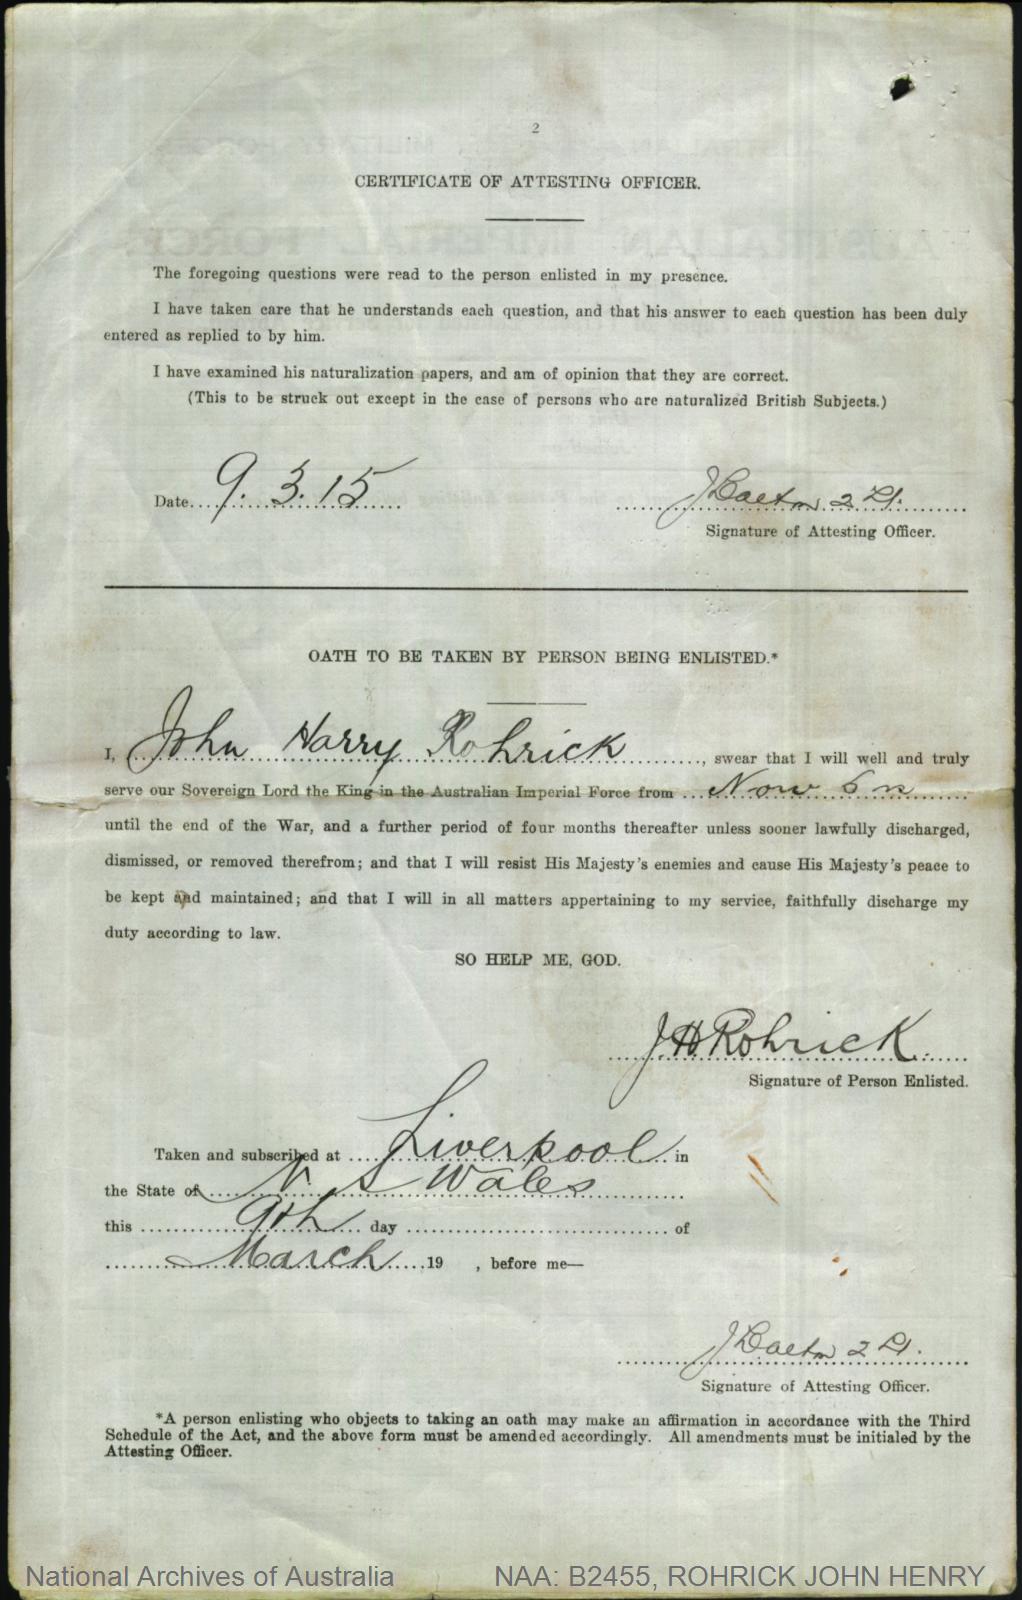 2
CERTIFICATE OF ATTESTING OFFICER.
The foregoing questions were read to the person enlisted in my presence.
I have taken care that he understands each question, and that his answer to each question has been duly
entered as replied to by him.
I have examined his naturalization papers, and am of opinion that they are correct.
(This to be struck out except in the case of persons who are naturalized British Subjects.)
Date 9. 3. 15
2 Lt.
Signature of Attesting Officer.
OATH TO BE TAKEN BY PERSON BEING ENLISTED.*
I, John Harry Rohrick, swear that I will well and truly
serve our Sovereign Lord the King in the Australian Imperial Force from Now on
until the end of the War, and a further period of four months thereafter unless sooner lawfully discharged,
dismissed, or removed therefrom; and that I will resist His Majesty's enemies and cause His Majesty's peace to
be kept and maintained; and that I will in all matters appertaining to my service, faithfully discharge my
duty according to law.
SO HELP ME, GOD.
J H Rohrick
Signature of Person Enlisted.
Taken and subscribed at Liverpool in
the State of N S Wales
this 9th day of
March 19 , before me—
2 Lt.
Signature of Attesting Officer.
*A person enlisting who objects to taking an oath may make an affirmation in accordance with the Third
Schedule of the Act, and the above form must be amended accordingly. All amendments must be initialed by the
Attesting Officer.
National Archives of Australia NAA: B2455, ROHRICK JOHN HENRY